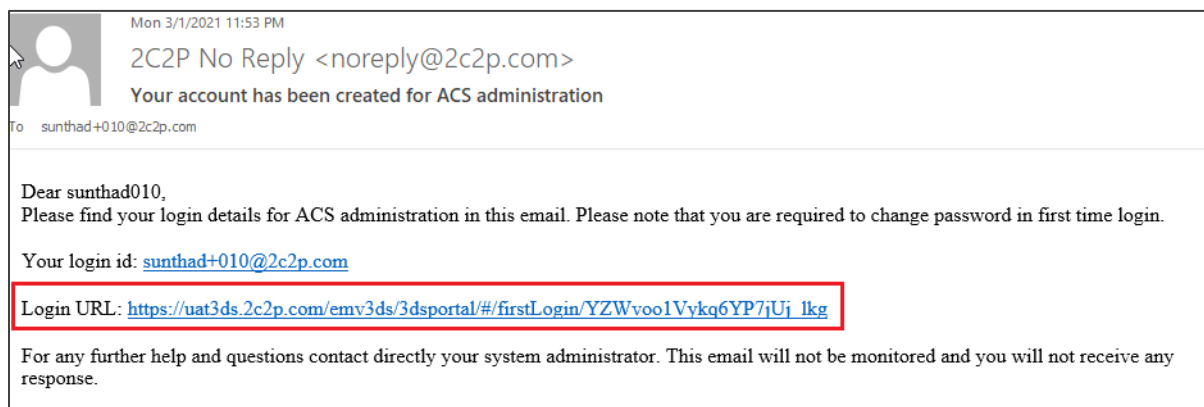 Mon 3/1/2021 11:53 PM
2C2P No Reply <noreply@2c2p.com>
Your account has been created for ACS administration
To sunthad+010@2c2p.com
Dear sunthad010,
Please find your login details for ACS administration in this email. Please note that you are required to change password in first time login.
Your login id: sunthad+010@2c2p.com
Login URL: https://uat3ds.2c2p.com/emv3ds/3dsportal/#/firstLogin/YZWvoo1Vykq6YP7jUj_lkg
For any further help and questions contact directly your system administrator. This email will not be monitored and you will not receive any
response.